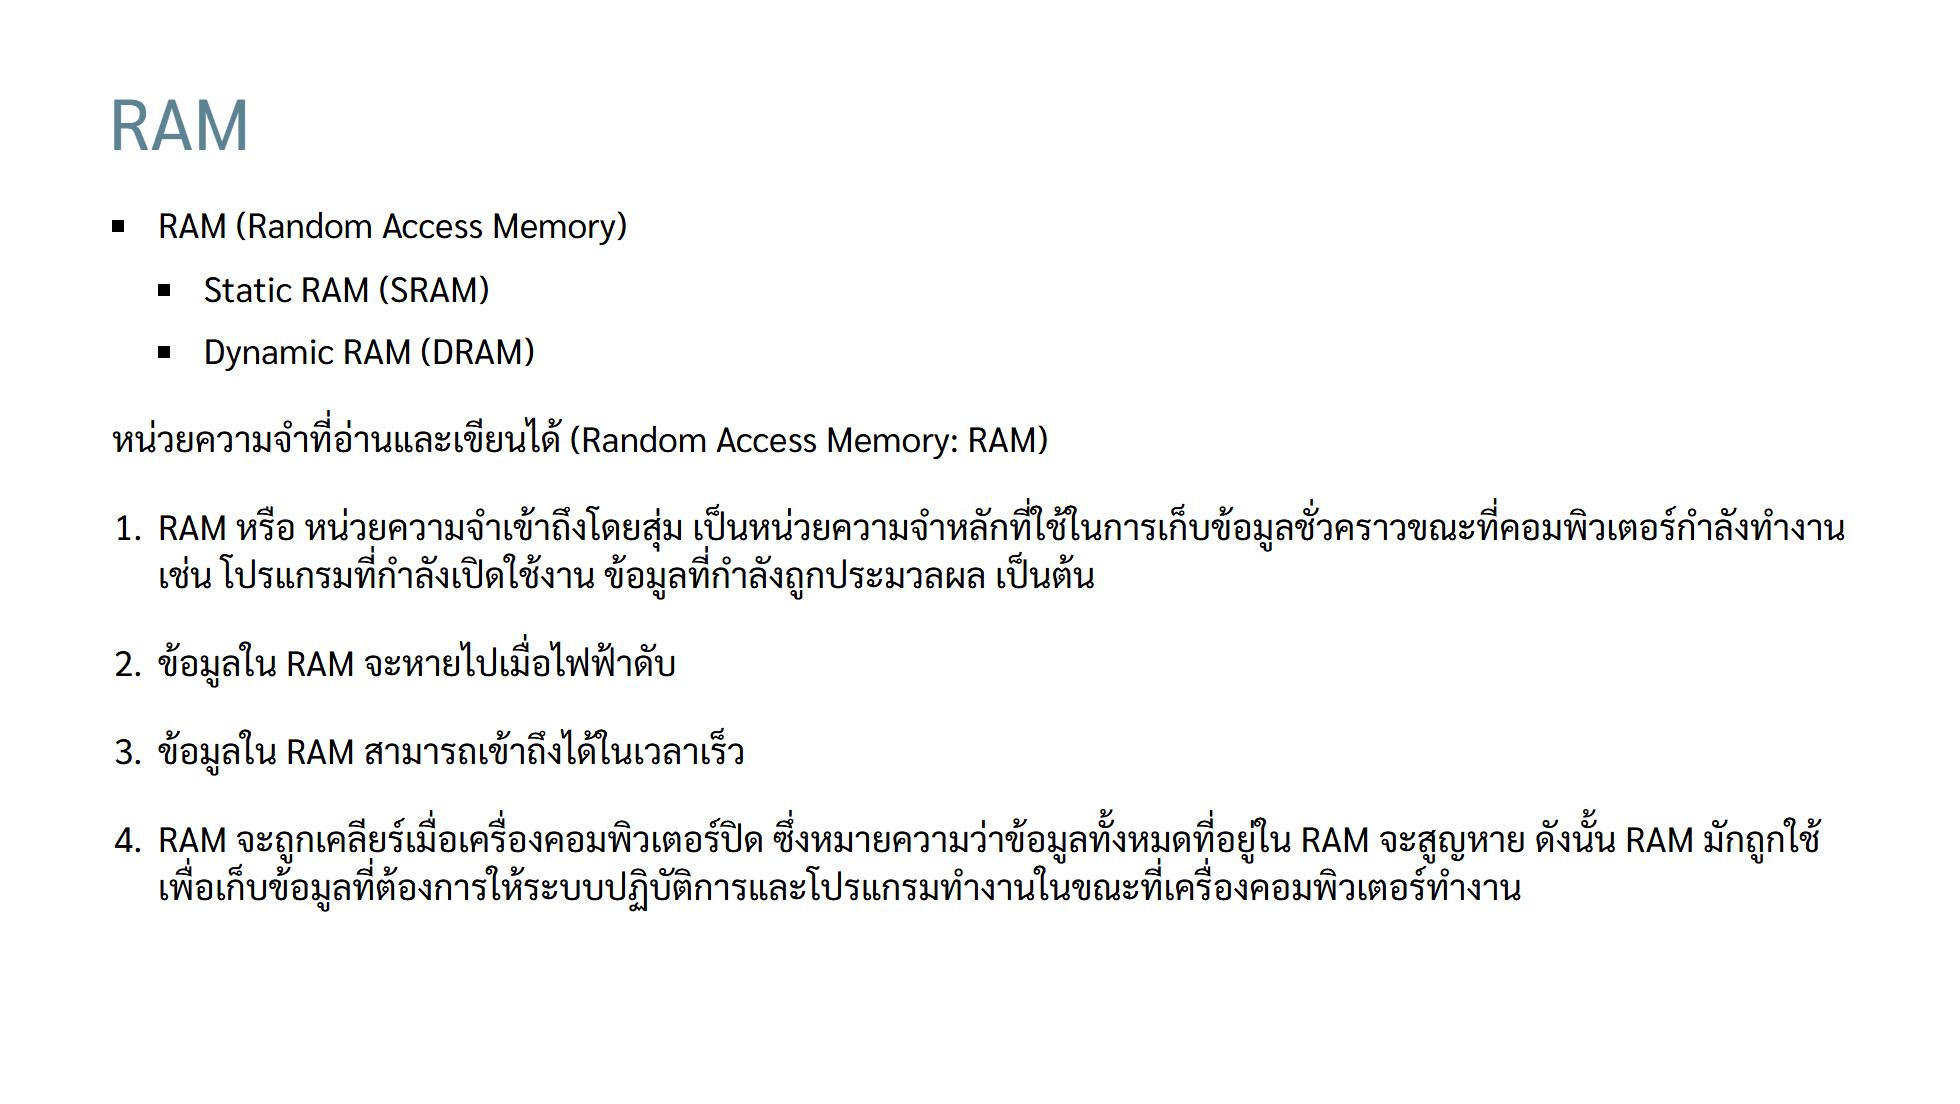 RAM
▪ RAM (Random Access Memory)
▪ Static RAM (SRAM)
▪ Dynamic RAM (DRAM)
หน่วยความจำที่อ่านและเขียนได้ (Random Access Memory: RAM)
1. RAM หรือ หน่วยความจำเข้าถึงโดยสุ่ม เป็นหน่วยความจำหลักที่ใช้ในการเก็บข้อมูลชั่วคราวขณะที่คอมพิวเตอร์กำลังทำงาน
เช่น โปรแกรมที่กำลังเปิดใช้งาน ข้อมูลที่กำลังถูกประมวลผล เป็นต้น
2. ข้อมูลใน RAM จะหายไปเมื่อไฟฟ้าดับ
3. ข้อมูลใน RAM สามารถเข้าถึงได้ในเวลาเร็ว
4. RAM จะถูกเคลียร์เมื่อเครื่องคอมพิวเตอร์ปิด ซึ่งหมายความว่าข้อมูลทั้งหมดที่อยู่ใน RAM จะสูญหาย ดังนั้น RAM มักถูกใช้
เพื่อเก็บข้อมูลที่ต้องการให้ระบบปฏิบัติการและโปรแกรมทำงานในขณะที่เครื่องคอมพิวเตอร์ทำงาน